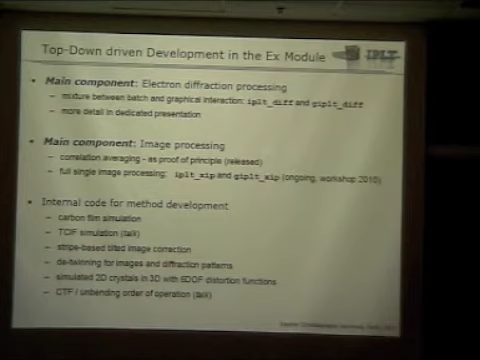 Top-Down driven Development in the Ex Module
IPLT
• Main component: Electron diffraction processing
– mixture between batch and graphical interaction: iplt_diff and giplt_diff
– more detail in dedicated presentation
• Main component: Image processing
– correlation averaging - as proof of principle (released)
– full single image processing: iplt_xip and giplt_xip (ongoing, workshop 2010)
• Internal code for method development
– carbon film simulation
– TCIF simulation (talk)
– stripe-based tilted image correction
– de-twinning for images and diffraction patterns
– simulated 2D crystals in 3D with 6DOF distortion functions
– CTF / unbending order of operation (talk)